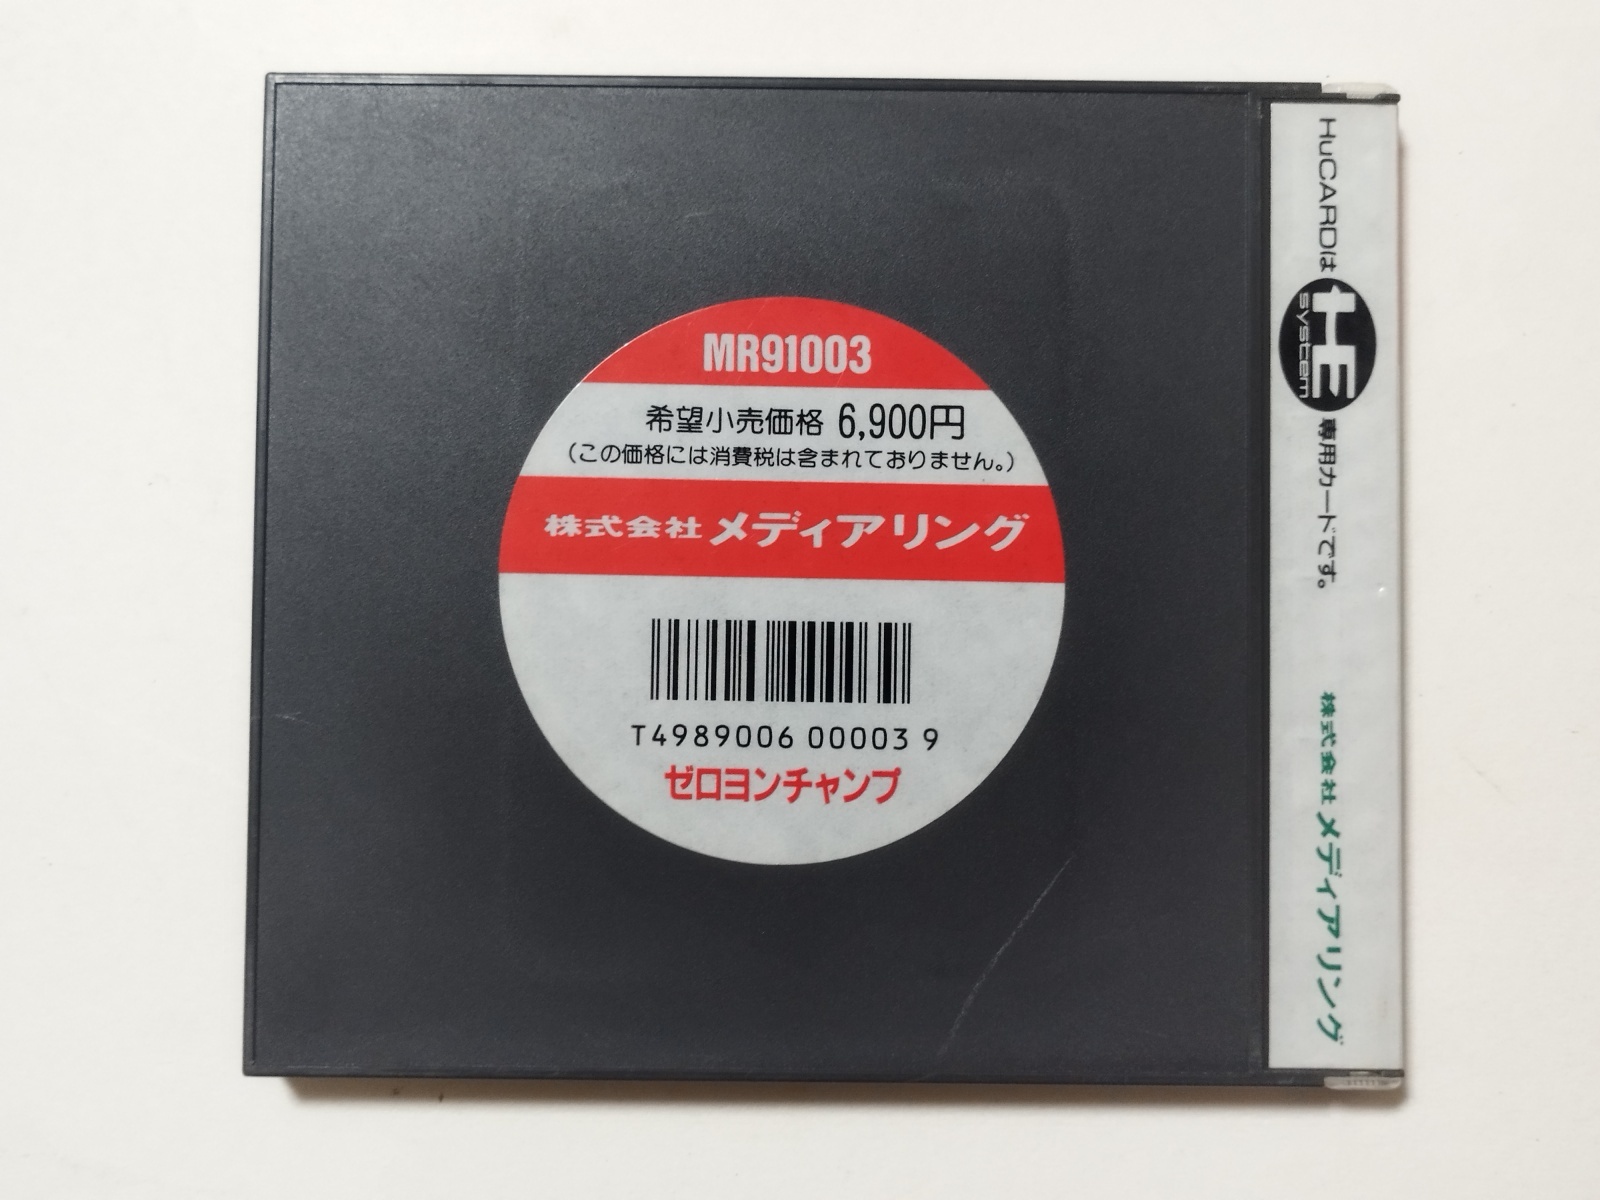 MR91003
希望小売価格 6,900円
(この価格には消費税は含まれておりません。)
株式会社 メディアリング
T4989006 00003 9
ゼロヨンチャンプ
HuCARDは HE system 専用カードです。
株式会社 メディアリング